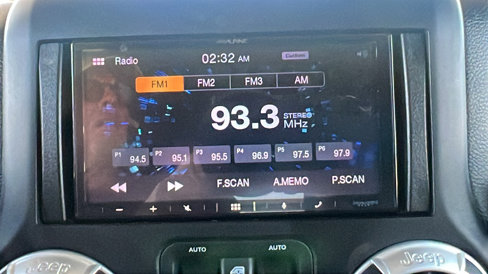 ALPINE
Radio 02:32 AM
FM1 FM2 FM3 AM
93.3 STEREO MHz
P1 94.5 P2 95.1 P3 95.5 P4 96.9 P5 97.5 P6 97.9
F.SCAN A.MEMO P.SCAN
AUTO AUTO
Jeep Jeep